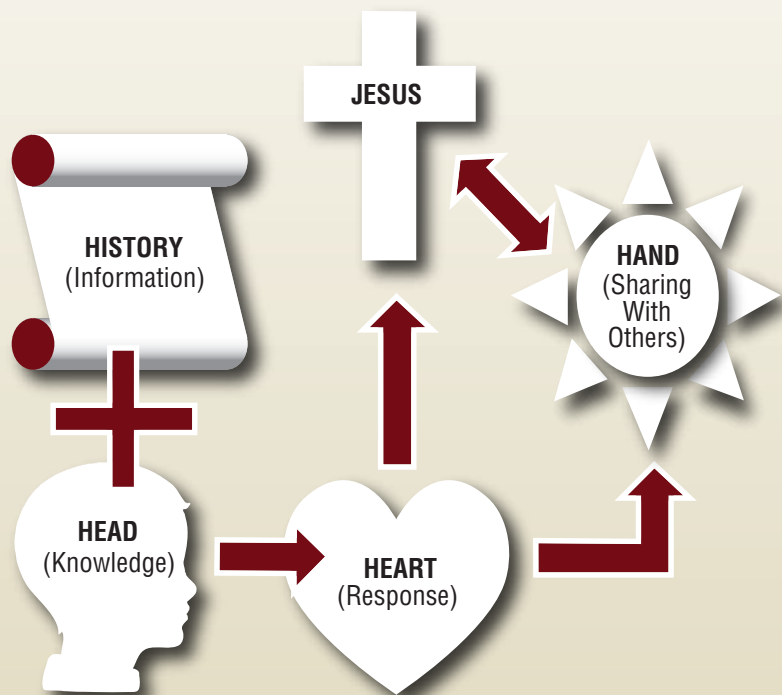 JESUS
HISTORY
(Information)
HAND
(Sharing
With
Others)
HEAD
(Knowledge)
HEART
(Response)